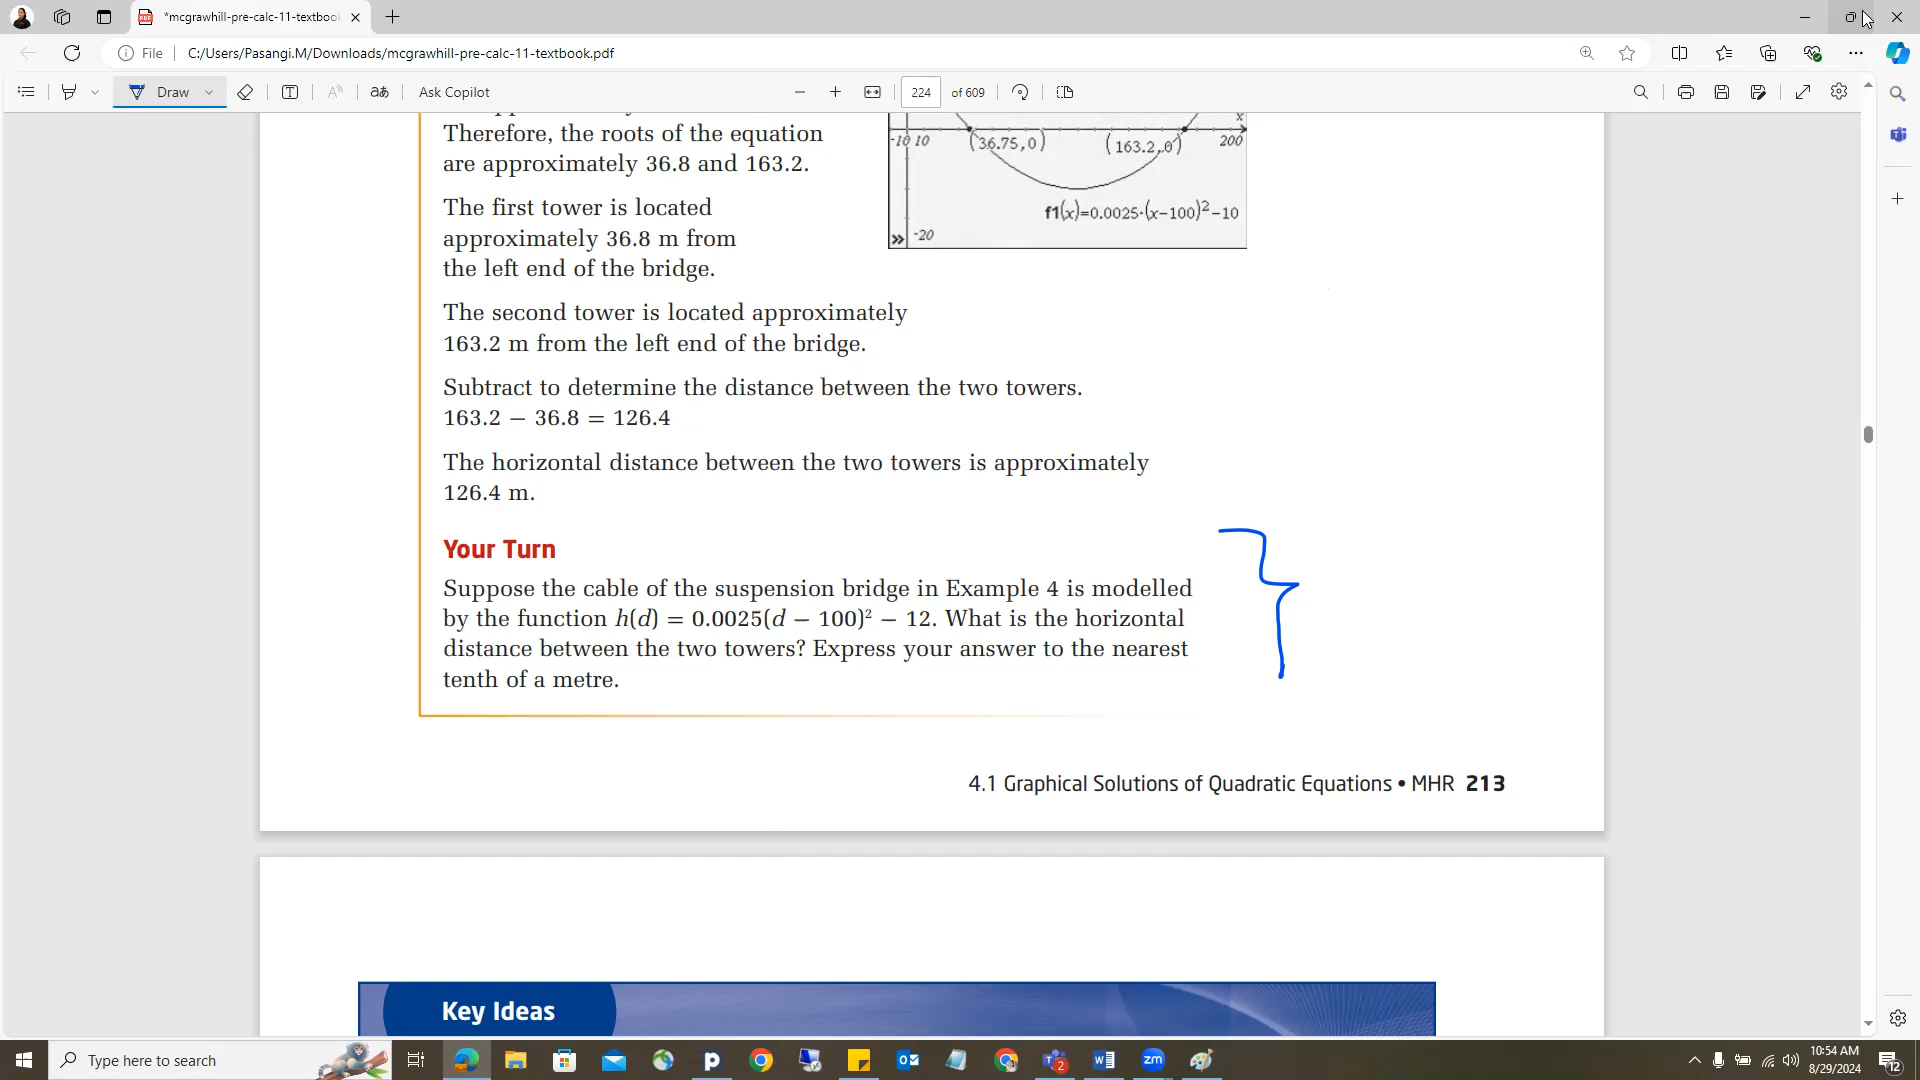 *mcgrawhill-pre-calc-11-textbook
File
C:/Users/Pasangi.M/Downloads/mcgrawhill-pre-calc-11-textbook.pdf
Draw
Ask Copilot
224 of 609
Therefore, the roots of the equation
are approximately 36.8 and 163.2.
x
-10 10
(36.75,0)
(163.2,0)
200
f1(x)=0.0025·(x−100)²−10
-20
The first tower is located
approximately 36.8 m from
the left end of the bridge.
The second tower is located approximately
163.2 m from the left end of the bridge.
Subtract to determine the distance between the two towers.
163.2 − 36.8 = 126.4
The horizontal distance between the two towers is approximately
126.4 m.
Your Turn
Suppose the cable of the suspension bridge in Example 4 is modelled
by the function h(d) = 0.0025(d − 100)² − 12. What is the horizontal
distance between the two towers? Express your answer to the nearest
tenth of a metre.
4.1 Graphical Solutions of Quadratic Equations • MHR 213
Key Ideas
Type here to search
10:54 AM
8/29/2024